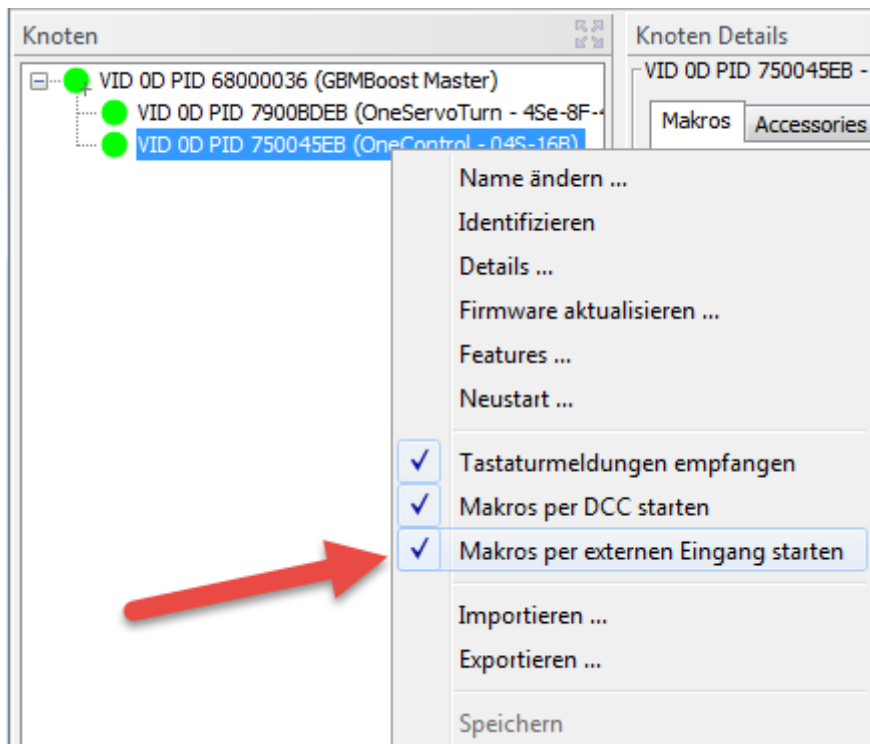 Knoten
Knoten Details
VID 0D PID 68000036 (GBMBoost Master)
VID 0D PID 7900BDEB (OneServoTurn - 4Se-8F-4
VID 0D PID 750045EB (OneControl - 04S-16B)
VID 0D PID 750045EB -
Makros
Accessories
Name ändern ...
Identifizieren
Details ...
Firmware aktualisieren ...
Features ...
Neustart ...
Tastaturmeldungen empfangen
Makros per DCC starten
Makros per externen Eingang starten
Importieren ...
Exportieren ...
Speichern